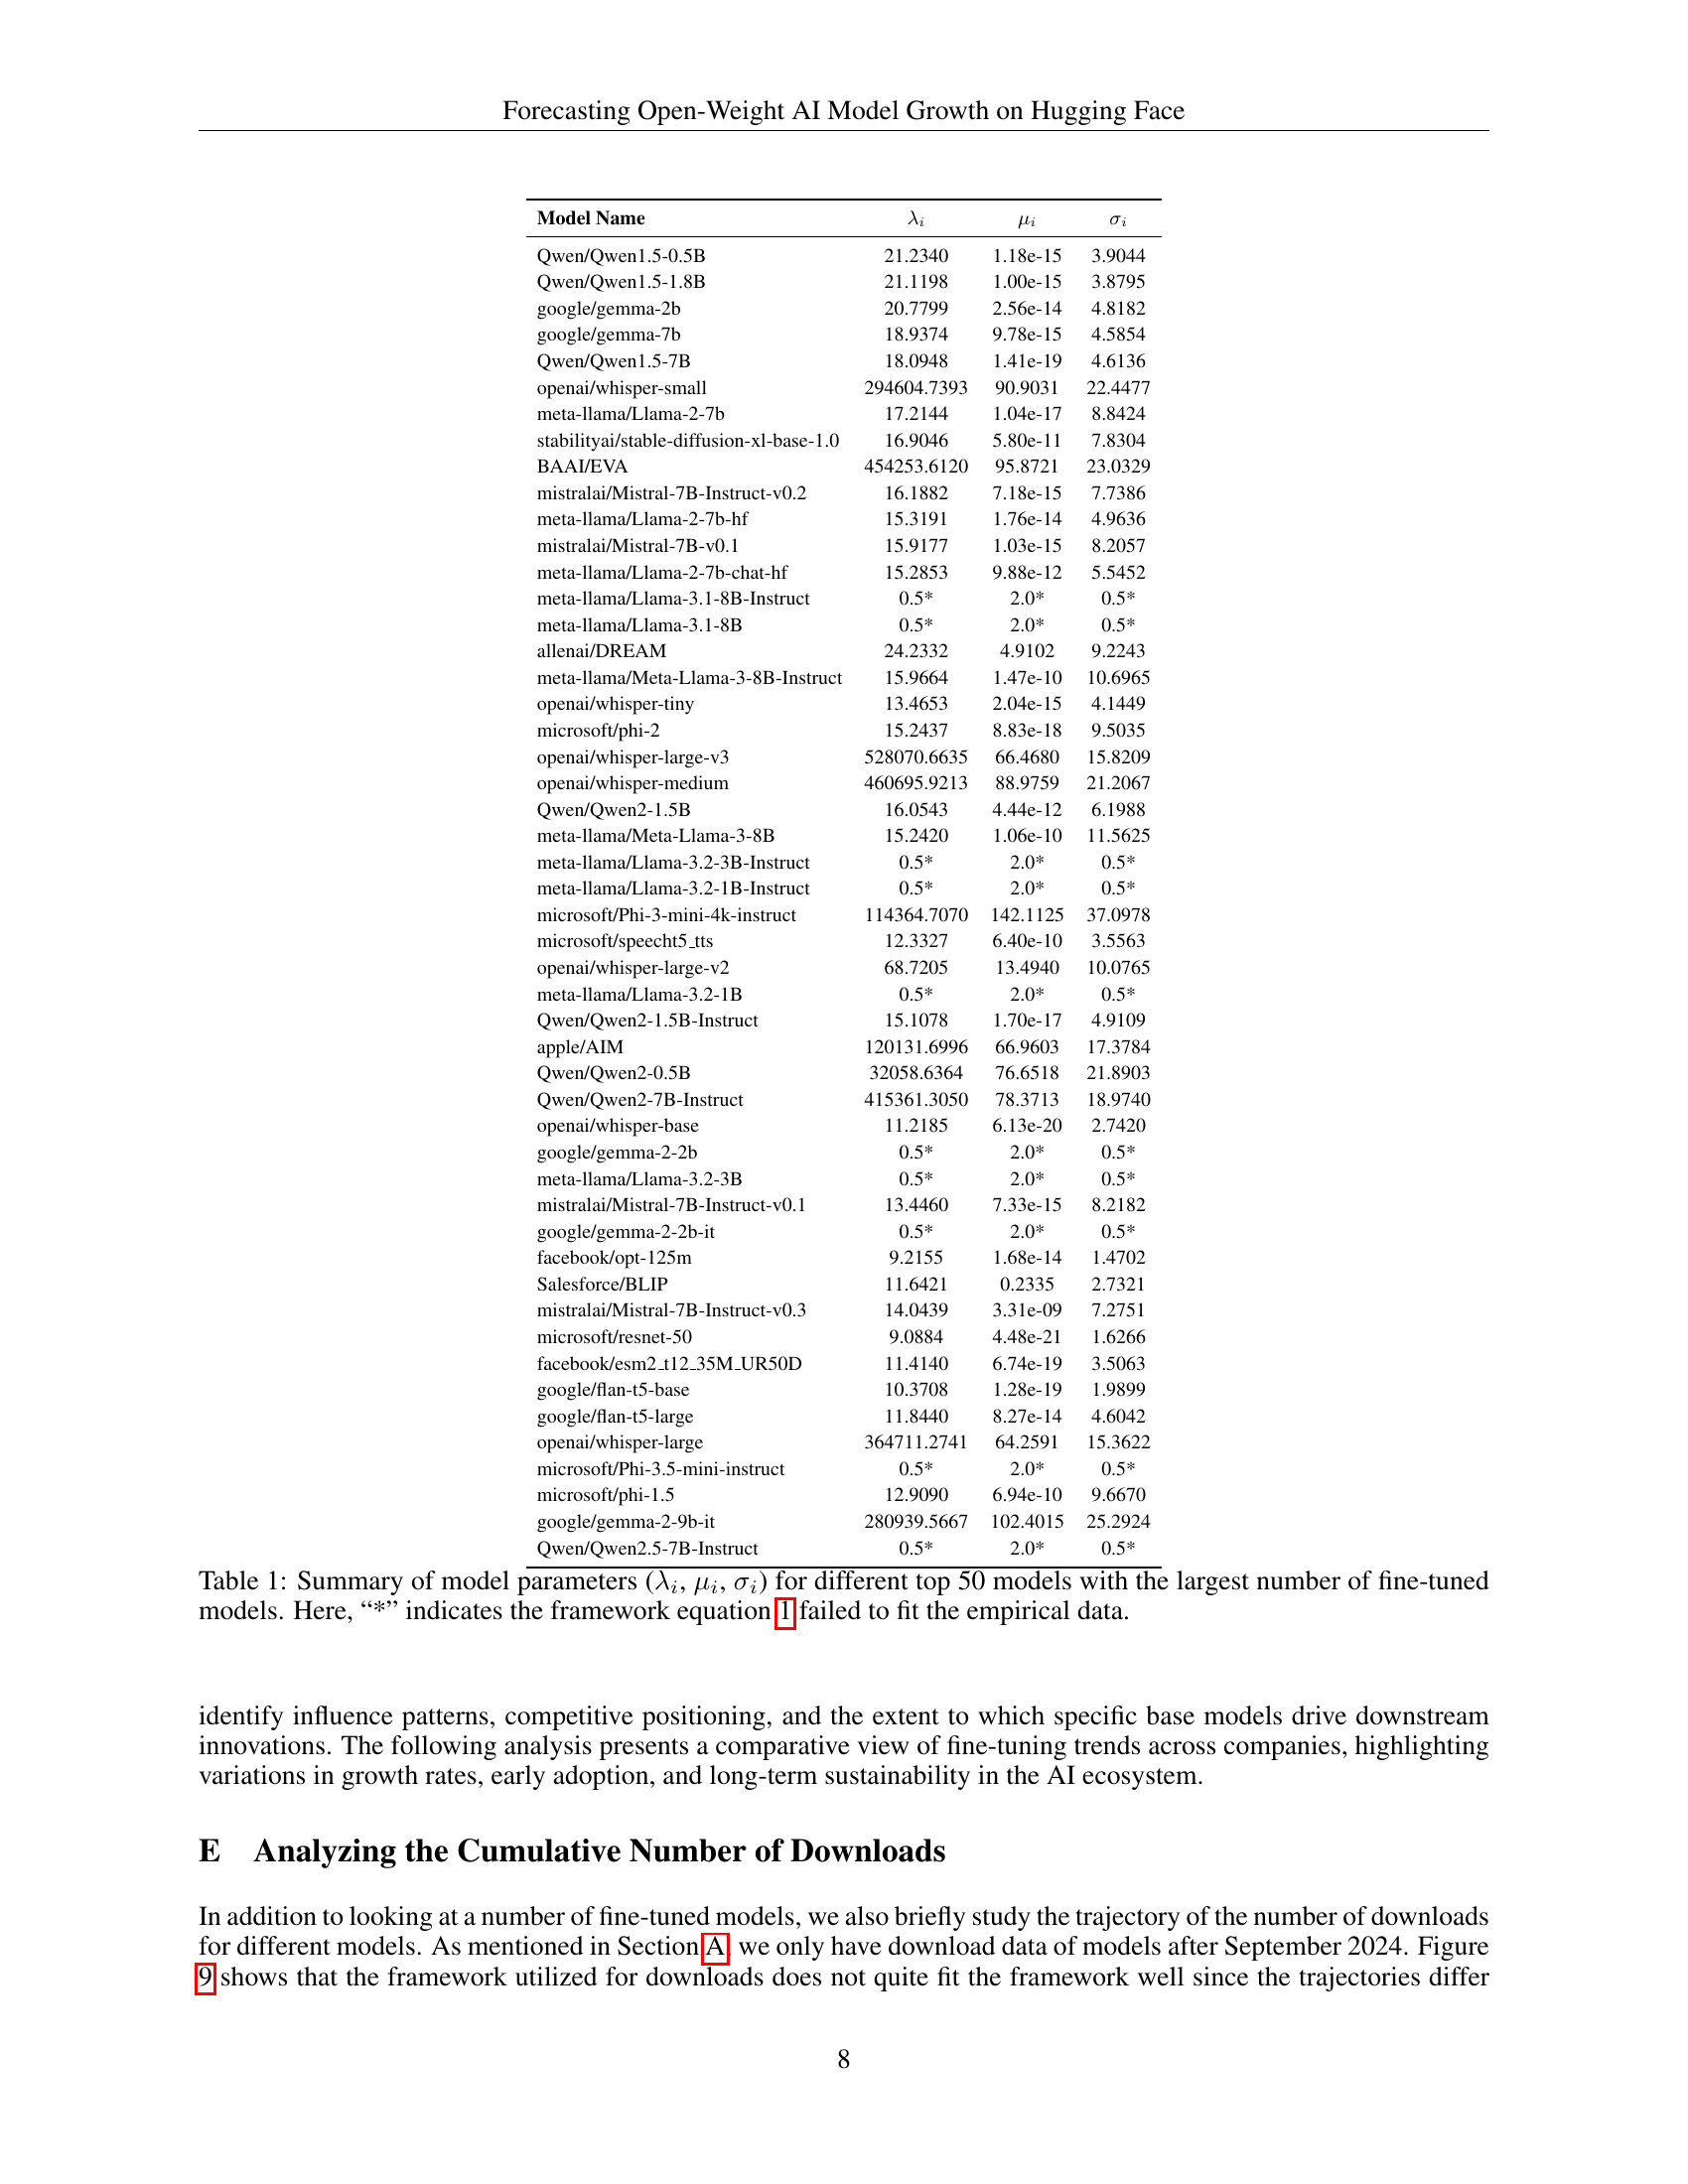 Forecasting Open-Weight AI Model Growth on Hugging Face
Model Name λi μi σi
Qwen/Qwen1.5-0.5B 21.2340 1.18e-15 3.9044
Qwen/Qwen1.5-1.8B 21.1198 1.00e-15 3.8795
google/gemma-2b 20.7799 2.56e-14 4.8182
google/gemma-7b 18.9374 9.78e-15 4.5854
Qwen/Qwen1.5-7B 18.0948 1.41e-19 4.6136
openai/whisper-small 294604.7393 90.9031 22.4477
meta-llama/Llama-2-7b 17.2144 1.04e-17 8.8424
stabilityai/stable-diffusion-xl-base-1.0 16.9046 5.80e-11 7.8304
BAAI/EVA 454253.6120 95.8721 23.0329
mistralai/Mistral-7B-Instruct-v0.2 16.1882 7.18e-15 7.7386
meta-llama/Llama-2-7b-hf 15.3191 1.76e-14 4.9636
mistralai/Mistral-7B-v0.1 15.9177 1.03e-15 8.2057
meta-llama/Llama-2-7b-chat-hf 15.2853 9.88e-12 5.5452
meta-llama/Llama-3.1-8B-Instruct 0.5* 2.0* 0.5*
meta-llama/Llama-3.1-8B 0.5* 2.0* 0.5*
allenai/DREAM 24.2332 4.9102 9.2243
meta-llama/Meta-Llama-3-8B-Instruct 15.9664 1.47e-10 10.6965
openai/whisper-tiny 13.4653 2.04e-15 4.1449
microsoft/phi-2 15.2437 8.83e-18 9.5035
openai/whisper-large-v3 528070.6635 66.4680 15.8209
openai/whisper-medium 460695.9213 88.9759 21.2067
Qwen/Qwen2-1.5B 16.0543 4.44e-12 6.1988
meta-llama/Meta-Llama-3-8B 15.2420 1.06e-10 11.5625
meta-llama/Llama-3.2-3B-Instruct 0.5* 2.0* 0.5*
meta-llama/Llama-3.2-1B-Instruct 0.5* 2.0* 0.5*
microsoft/Phi-3-mini-4k-instruct 114364.7070 142.1125 37.0978
microsoft/speecht5_tts 12.3327 6.40e-10 3.5563
openai/whisper-large-v2 68.7205 13.4940 10.0765
meta-llama/Llama-3.2-1B 0.5* 2.0* 0.5*
Qwen/Qwen2-1.5B-Instruct 15.1078 1.70e-17 4.9109
apple/AIM 120131.6996 66.9603 17.3784
Qwen/Qwen2-0.5B 32058.6364 76.6518 21.8903
Qwen/Qwen2-7B-Instruct 415361.3050 78.3713 18.9740
openai/whisper-base 11.2185 6.13e-20 2.7420
google/gemma-2-2b 0.5* 2.0* 0.5*
meta-llama/Llama-3.2-3B 0.5* 2.0* 0.5*
mistralai/Mistral-7B-Instruct-v0.1 13.4460 7.33e-15 8.2182
google/gemma-2-2b-it 0.5* 2.0* 0.5*
facebook/opt-125m 9.2155 1.68e-14 1.4702
Salesforce/BLIP 11.6421 0.2335 2.7321
mistralai/Mistral-7B-Instruct-v0.3 14.0439 3.31e-09 7.2751
microsoft/resnet-50 9.0884 4.48e-21 1.6266
facebook/esm2_t12_35M_UR50D 11.4140 6.74e-19 3.5063
google/flan-t5-base 10.3708 1.28e-19 1.9899
google/flan-t5-large 11.8440 8.27e-14 4.6042
openai/whisper-large 364711.2741 64.2591 15.3622
microsoft/Phi-3.5-mini-instruct 0.5* 2.0* 0.5*
microsoft/phi-1.5 12.9090 6.94e-10 9.6670
google/gemma-2-9b-it 280939.5667 102.4015 25.2924
Qwen/Qwen2.5-7B-Instruct 0.5* 2.0* 0.5*
Table 1: Summary of model parameters (λi, μi, σi) for different top 50 models with the largest number of fine-tuned
models. Here, “*” indicates the framework equation 1 failed to fit the empirical data.
identify influence patterns, competitive positioning, and the extent to which specific base models drive downstream
innovations. The following analysis presents a comparative view of fine-tuning trends across companies, highlighting
variations in growth rates, early adoption, and long-term sustainability in the AI ecosystem.
E Analyzing the Cumulative Number of Downloads
In addition to looking at a number of fine-tuned models, we also briefly study the trajectory of the number of downloads
for different models. As mentioned in Section A, we only have download data of models after September 2024. Figure
9 shows that the framework utilized for downloads does not quite fit the framework well since the trajectories differ
8